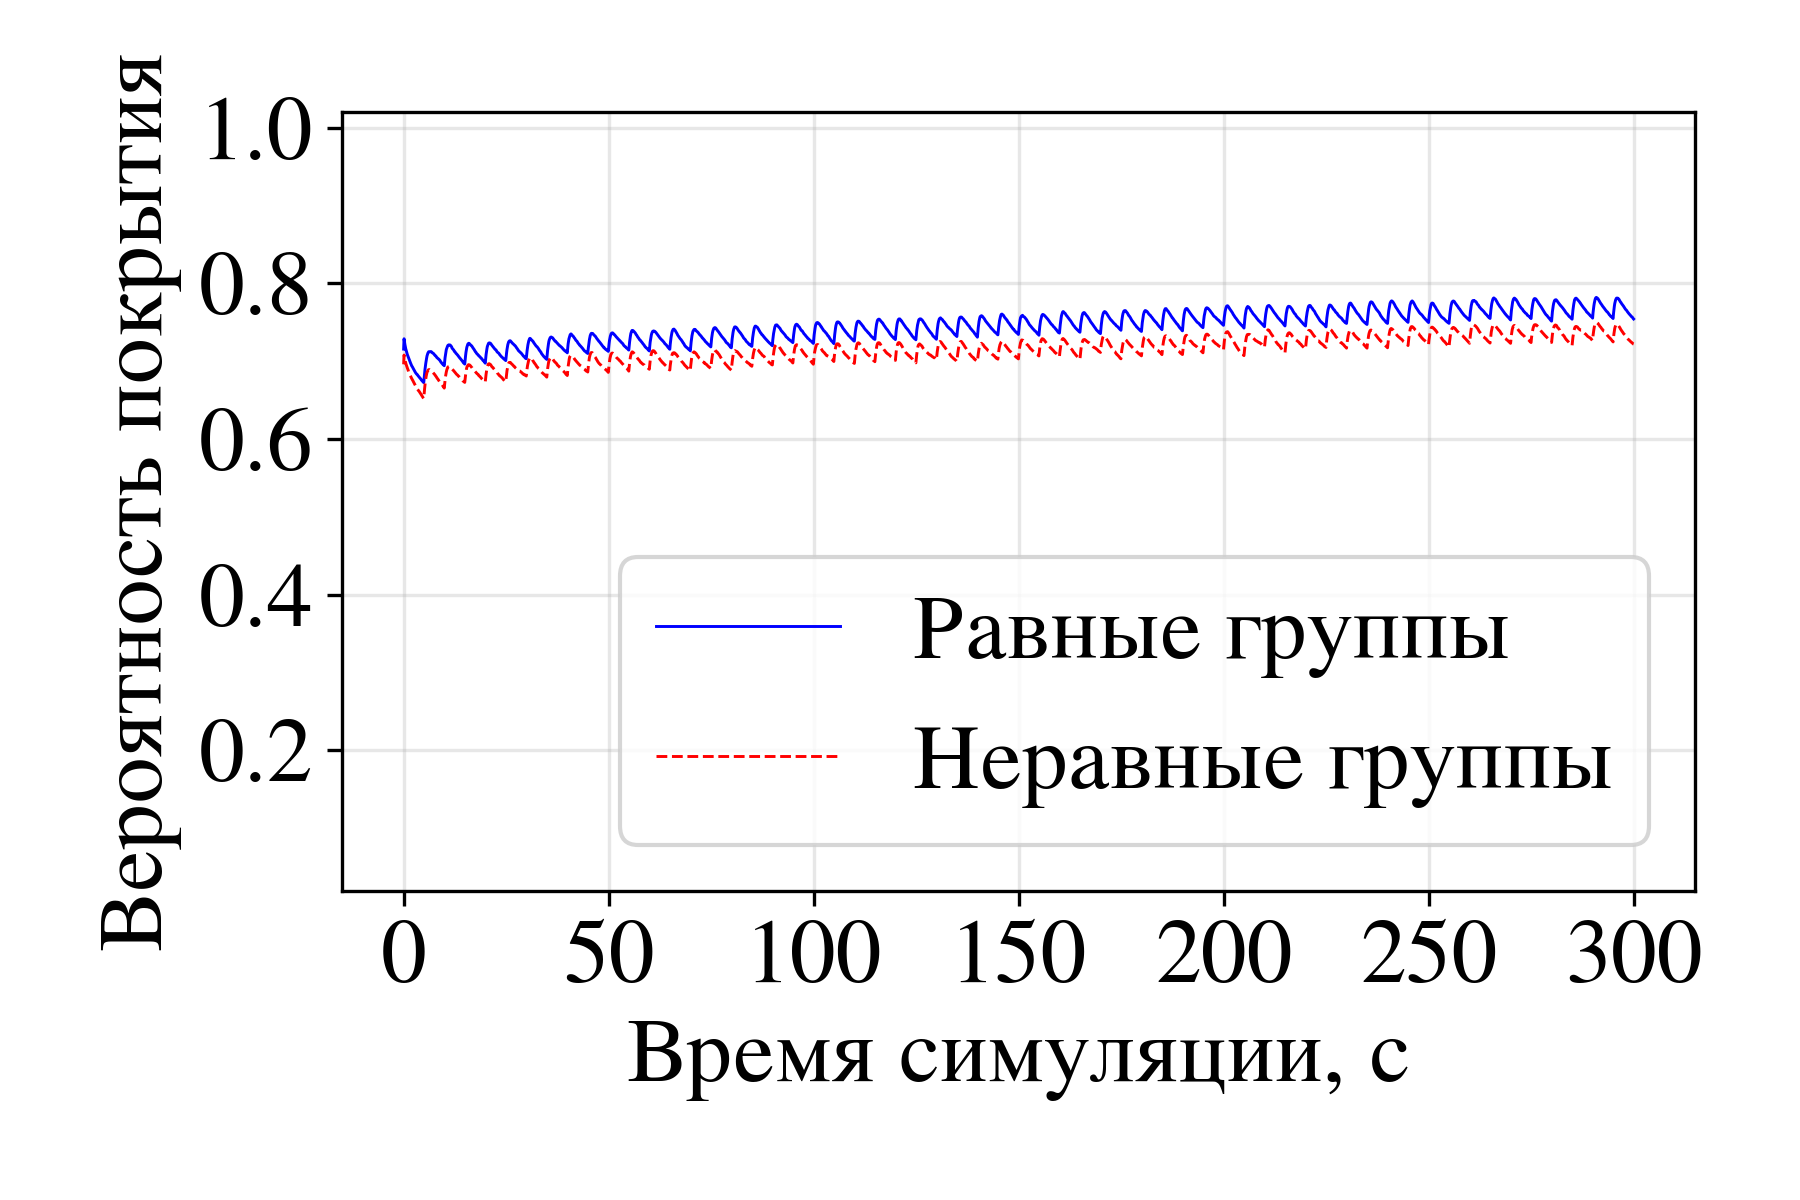 Вероятность покрытия
1.0
0.8
0.6
0.4
0.2
Равные группы
Неравные группы
0 50 100 150 200 250 300
Время симуляции, с